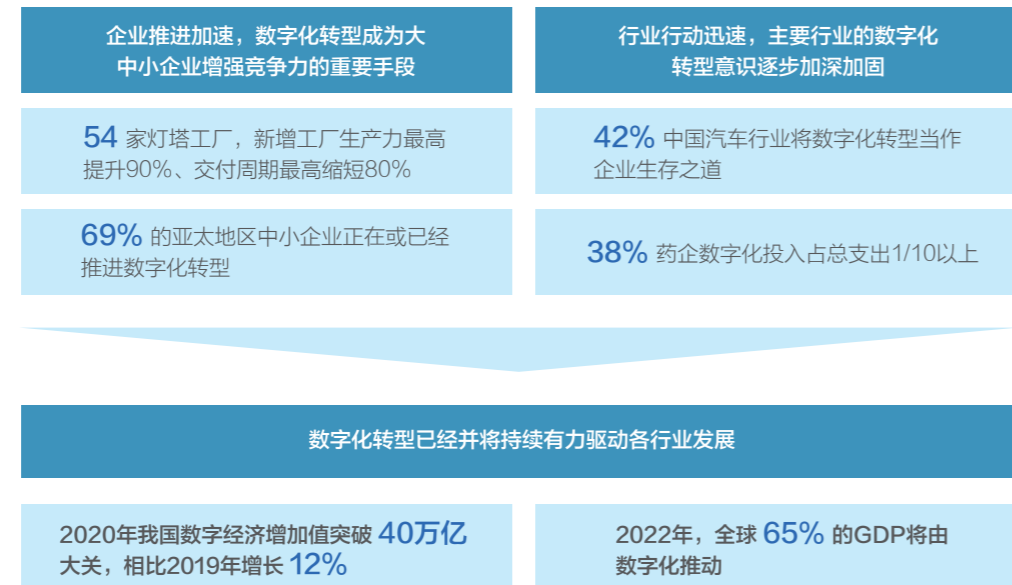 企业推进加速，数字化转型成为大
中小企业增强竞争力的重要手段
54 家灯塔工厂，新增工厂生产力最高
提升90%、交付周期最高缩短80%
69% 的亚太地区中小企业正在或已经
推进数字化转型
行业行动迅速，主要行业的数字化
转型意识逐步加深加固
42% 中国汽车行业将数字化转型当作
企业生存之道
38% 药企数字化投入占总支出1/10以上
数字化转型已经并将持续有力驱动各行业发展
2020年我国数字经济增加值突破 40万亿
大关，相比2019年增长 12%
2022年，全球 65% 的GDP将由
数字化推动